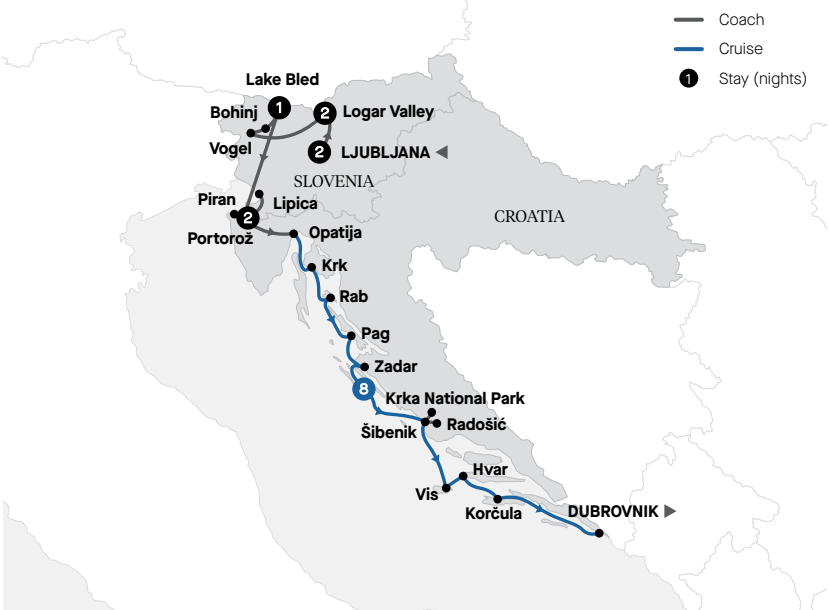 Coach
Cruise
1 Stay (nights)
Lake Bled
1
Bohinj
2 Logar Valley
Vogel
2 LJUBLJANA
SLOVENIA
Piran
Lipica
2
CROATIA
Portorož
Opatija
Krk
Rab
Pag
Zadar
8
Krka National Park
Radošić
Šibenik
Hvar
Vis
Korčula
DUBROVNIK